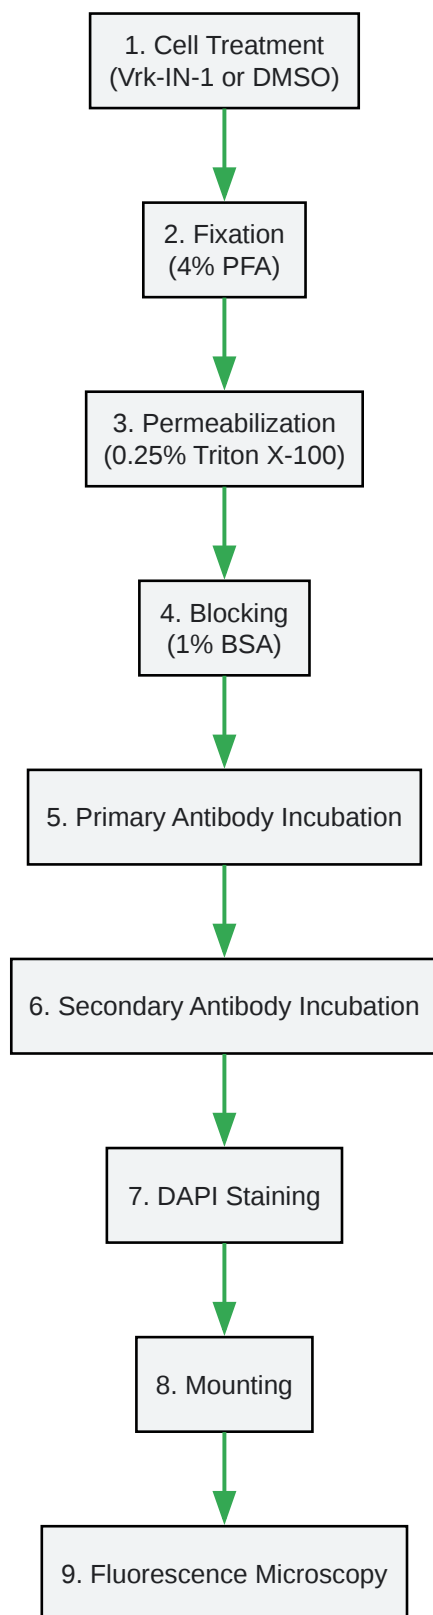 1. Cell Treatment
(Vrk-IN-1 or DMSO)
2. Fixation
(4% PFA)
3. Permeabilization
(0.25% Triton X-100)
4. Blocking
(1% BSA)
5. Primary Antibody Incubation
6. Secondary Antibody Incubation
7. DAPI Staining
8. Mounting
9. Fluorescence Microscopy